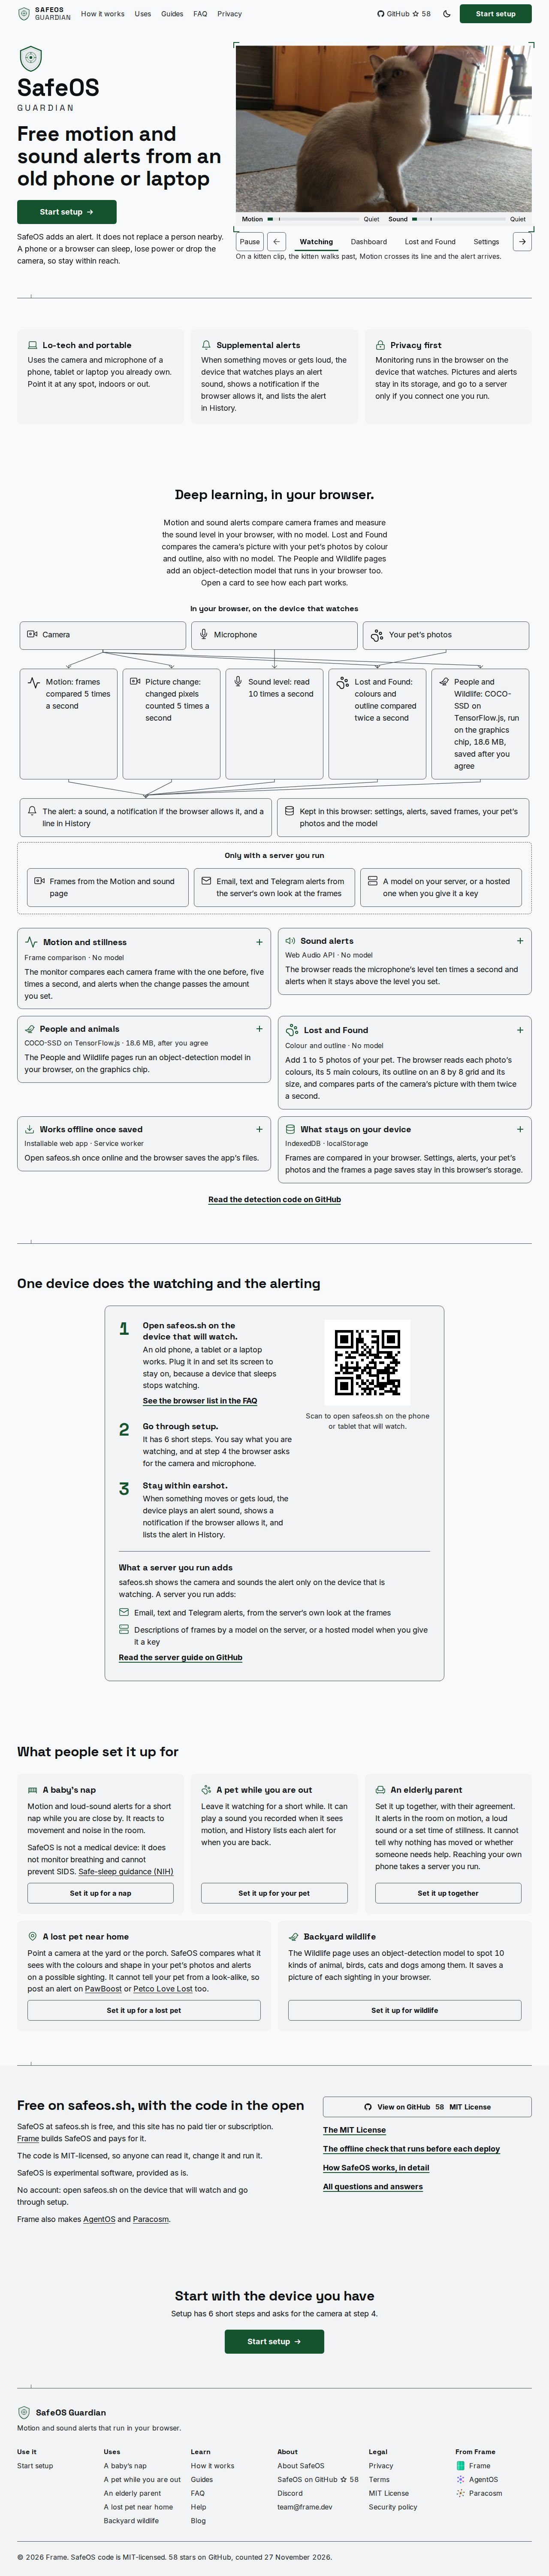 SAFEOS
GUARDIAN
How it works Uses Guides FAQ Privacy
GitHub 58
Start setup
SafeOS
GUARDIAN
Free motion and
sound alerts from an
old phone or laptop
Start setup
SafeOS adds an alert. It does not replace a person nearby.
A phone or a browser can sleep, lose power or drop the
camera, so stay within reach.
Motion Quiet Sound Quiet
Pause Watching Dashboard Lost and Found Settings
On a kitten clip, the kitten walks past, Motion crosses its line and the alert arrives.
Lo-tech and portable
Uses the camera and microphone of a
phone, tablet or laptop you already own.
Point it at any spot, indoors or out.
Supplemental alerts
When something moves or gets loud, the
device that watches plays an alert
sound, shows a notification if the
browser allows it, and lists the alert
in History.
Privacy first
Monitoring runs in the browser on the
device that watches. Pictures and alerts
stay in its storage, and go to a server
only if you connect one you run.
Deep learning, in your browser.
Motion and sound alerts compare camera frames and measure
the sound level in your browser, with no model. Lost and Found
compares the camera's picture with your pet's photos by colour
and outline, also with no model. The People and Wildlife pages
add an object-detection model that runs in your browser too.
Open a card to see how each part works.
In your browser, on the device that watches
Camera
Microphone
Your pet's photos
Motion: frames
compared 5 times
a second
Picture change:
changed pixels
counted 5 times a
second
Sound level: read
10 times a second
Lost and Found:
colours and
outline compared
twice a second
People and
Wildlife: COCO-
SSD on
TensorFlow.js, run
on the graphics
chip, 18.6 MB,
saved after you
agree
The alert: a sound, a notification if the browser allows it, and a
line in History
Kept in this browser: settings, alerts, saved frames, your pet's
photos and the model
Only with a server you run
Frames from the Motion and sound
page
Email, text and Telegram alerts from
the server's own look at the frames
A model on your server, or a hosted
one when you give it a key
Motion and stillness
Frame comparison · No model
The monitor compares each camera frame with the one before, five
times a second, and alerts when the change passes the amount
you set.
Sound alerts
Web Audio API · No model
The browser reads the microphone's level ten times a second and
alerts when it stays above the level you set.
People and animals
COCO-SSD on TensorFlow.js · 18.6 MB, after you agree
The People and Wildlife pages run an object-detection model in
your browser, on the graphics chip.
Lost and Found
Colour and outline · No model
Add 1 to 5 photos of your pet. The browser reads each photo's
colours, its 5 main colours, its outline on an 8 by 8 grid and its
size, and compares parts of the camera's picture with them twice
a second.
Works offline once saved
Installable web app · Service worker
Open safeos.sh once online and the browser saves the app's files.
What stays on your device
IndexedDB · localStorage
Frames are compared in your browser. Settings, alerts, your pet's
photos and the frames a page saves stay in this browser's storage.
Read the detection code on GitHub
One device does the watching and the alerting
1
Open safeos.sh on the
device that will watch.
An old phone, a tablet or a laptop
works. Plug it in and set its screen to
stay on, because a device that sleeps
stops watching.
See the browser list in the FAQ
2
Go through setup.
It has 6 short steps. You say what you are
watching, and at step 4 the browser asks
for the camera and microphone.
3
Stay within earshot.
When something moves or gets loud, the
device plays an alert sound, shows a
notification if the browser allows it, and
lists the alert in History.
Scan to open safeos.sh on the phone
or tablet that will watch.
What a server you run adds
safeos.sh shows the camera and sounds the alert only on the device that is
watching. A server you run adds:
Email, text and Telegram alerts, from the server's own look at the frames
Descriptions of frames by a model on the server, or a hosted model when you give
it a key
Read the server guide on GitHub
What people set it up for
A baby's nap
Motion and loud-sound alerts for a short
nap while you are close by. It reacts to
movement and noise in the room.
SafeOS is not a medical device: it does
not monitor breathing and cannot
prevent SIDS. Safe-sleep guidance (NIH)
Set it up for a nap
A pet while you are out
Leave it watching for a short while. It can
play a sound you recorded when it sees
motion, and History lists each alert for
when you are back.
Set it up for your pet
An elderly parent
Set it up together, with their agreement.
It alerts in the room on motion, a loud
sound or a set time of stillness. It cannot
tell why nothing has moved or whether
someone needs help. Reaching your own
phone takes a server you run.
Set it up together
A lost pet near home
Point a camera at the yard or the porch. SafeOS compares what it
sees with the colours and shape in your pet's photos and alerts
on a possible sighting. It cannot tell your pet from a look-alike, so
post an alert on PawBoost or Petco Love Lost too.
Set it up for a lost pet
Backyard wildlife
The Wildlife page uses an object-detection model to spot 10
kinds of animal, birds, cats and dogs among them. It saves a
picture of each sighting in your browser.
Set it up for wildlife
Free on safeos.sh, with the code in the open
SafeOS at safeos.sh is free, and this site has no paid tier or subscription.
Frame builds SafeOS and pays for it.
The code is MIT-licensed, so anyone can read it, change it and run it.
SafeOS is experimental software, provided as is.
No account: open safeos.sh on the device that will watch and go
through setup.
Frame also makes AgentOS and Paracosm.
View on GitHub 58 MIT License
The MIT License
The offline check that runs before each deploy
How SafeOS works, in detail
All questions and answers
Start with the device you have
Setup has 6 short steps and asks for the camera at step 4.
Start setup
SafeOS Guardian
Motion and sound alerts that run in your browser.
Use it
Start setup
Uses
A baby's nap
A pet while you are out
An elderly parent
A lost pet near home
Backyard wildlife
Learn
How it works
Guides
FAQ
Help
Blog
About
About SafeOS
SafeOS on GitHub 58
Discord
team@frame.dev
Legal
Privacy
Terms
MIT License
Security policy
From Frame
Frame
AgentOS
Paracosm
© 2026 Frame. SafeOS code is MIT-licensed. 58 stars on GitHub, counted 27 November 2026.